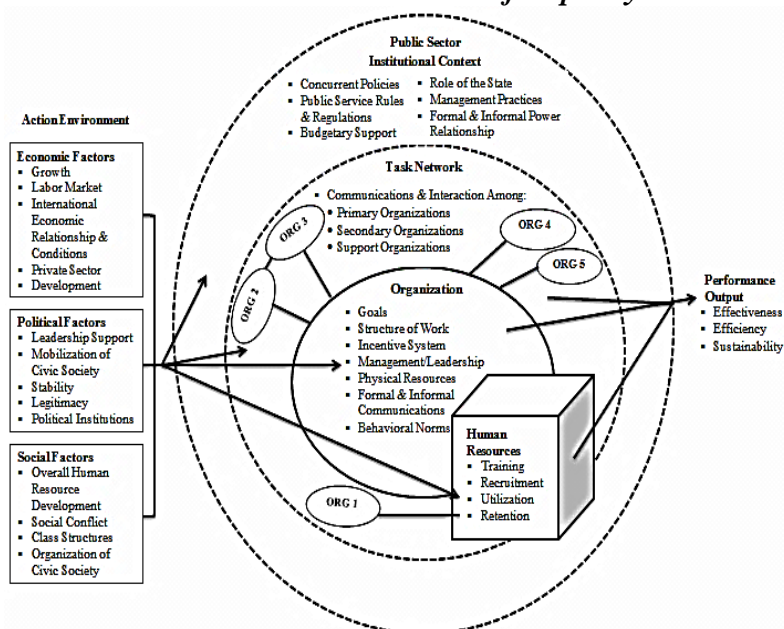 Public Sector
Institutional Context
▪ Concurrent Policies
▪ Public Service Rules
& Regulations
▪ Budgetary Support
▪ Role of the State
▪ Management Practices
▪ Formal & Informal Power
Relationship
Action Environment
Economic Factors
▪ Growth
▪ Labor Market
▪ International
Economic
Relationship &
Conditions
▪ Private Sector
▪ Development
Political Factors
▪ Leadership Support
▪ Mobilization of
Civic Society
▪ Stability
▪ Legitimacy
▪ Political Institutions
Social Factors
▪ Overall Human
Resource
Development
▪ Social Conflict
▪ Class Structures
▪ Organization of
Civic Society
Task Network
▪ Communications & Interaction Among:
• Primary Organizations
• Secondary Organizations
• Support Organizations
ORG 3
ORG 2
ORG 4
ORG 5
Organization
▪ Goals
▪ Structure of Work
▪ Incentive System
▪ Management/Leadership
▪ Physical Resources
▪ Formal & Informal
Communications
▪ Behavioral Norms
Human
Resources
▪ Training
▪ Recruitment
▪ Utilization
▪ Retention
ORG 1
Performance
Output
▪ Effectiveness
▪ Efficiency
▪ Sustainability